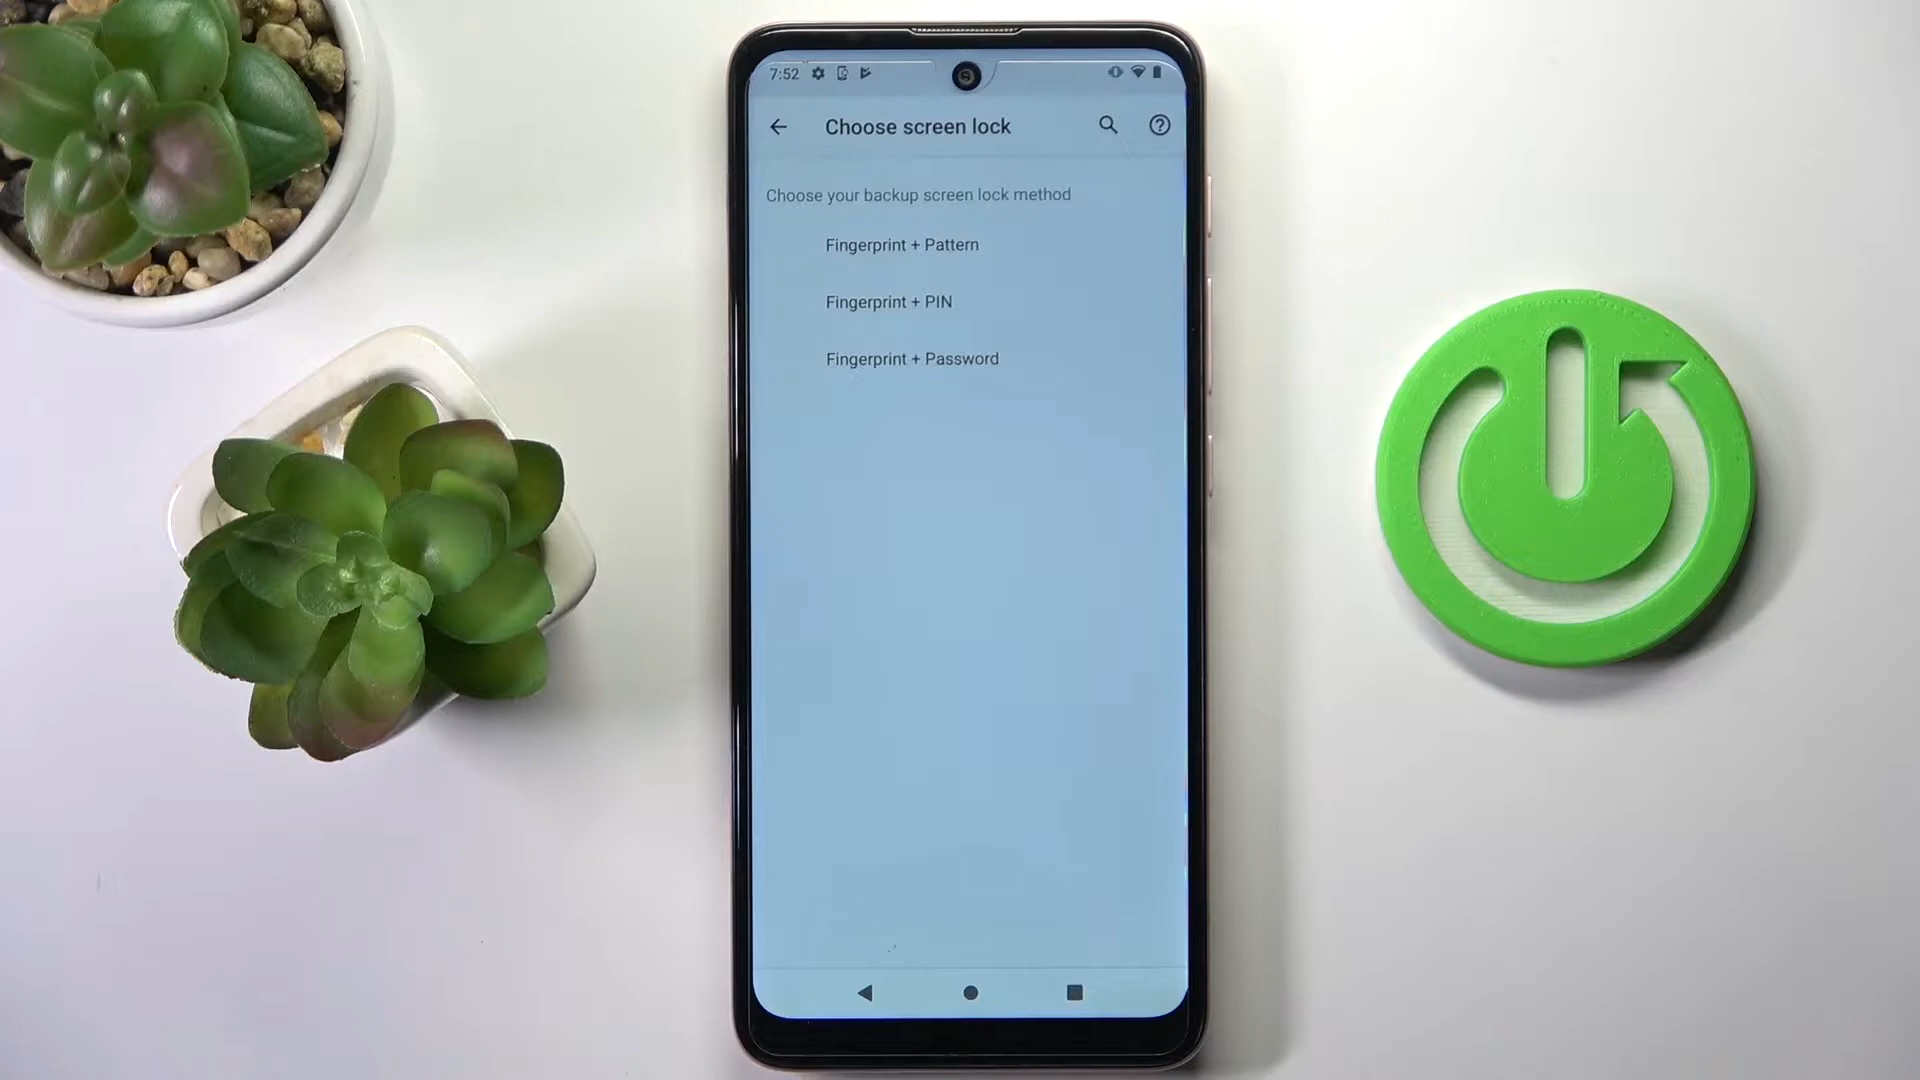 7:52
Choose screen lock
Choose your backup screen lock method
Fingerprint + Pattern
Fingerprint + PIN
Fingerprint + Password